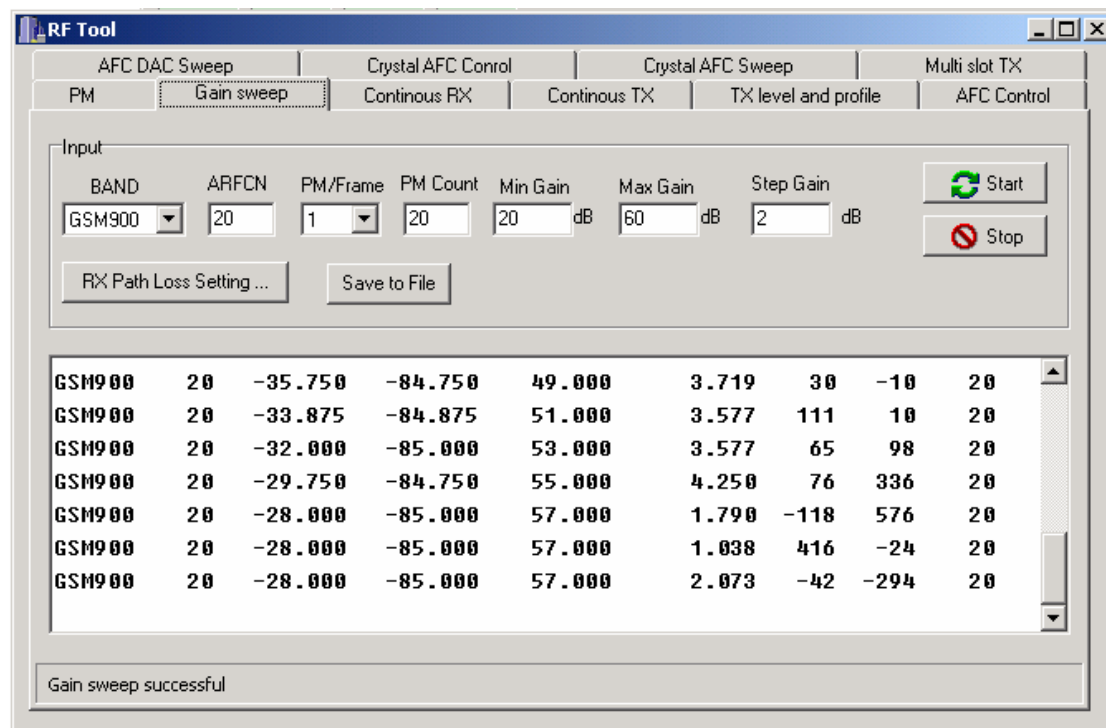 RF Tool
AFC DAC Sweep Crystal AFC Conrol Crystal AFC Sweep Multi slot TX
PM Gain sweep Continous RX Continous TX TX level and profile AFC Control
Input
BAND ARFCN PM/Frame PM Count Min Gain Max Gain Step Gain
GSM900 20 1 20 20 dB 60 dB 2 dB
Start
Stop
RX Path Loss Setting ... Save to File
GSM900 20 -35.750 -84.750 49.000 3.719 30 -10 20
GSM900 20 -33.875 -84.875 51.000 3.577 111 10 20
GSM900 20 -32.000 -85.000 53.000 3.577 65 98 20
GSM900 20 -29.750 -84.750 55.000 4.250 76 336 20
GSM900 20 -28.000 -85.000 57.000 1.790 -118 576 20
GSM900 20 -28.000 -85.000 57.000 1.038 416 -24 20
GSM900 20 -28.000 -85.000 57.000 2.073 -42 -294 20
Gain sweep successful